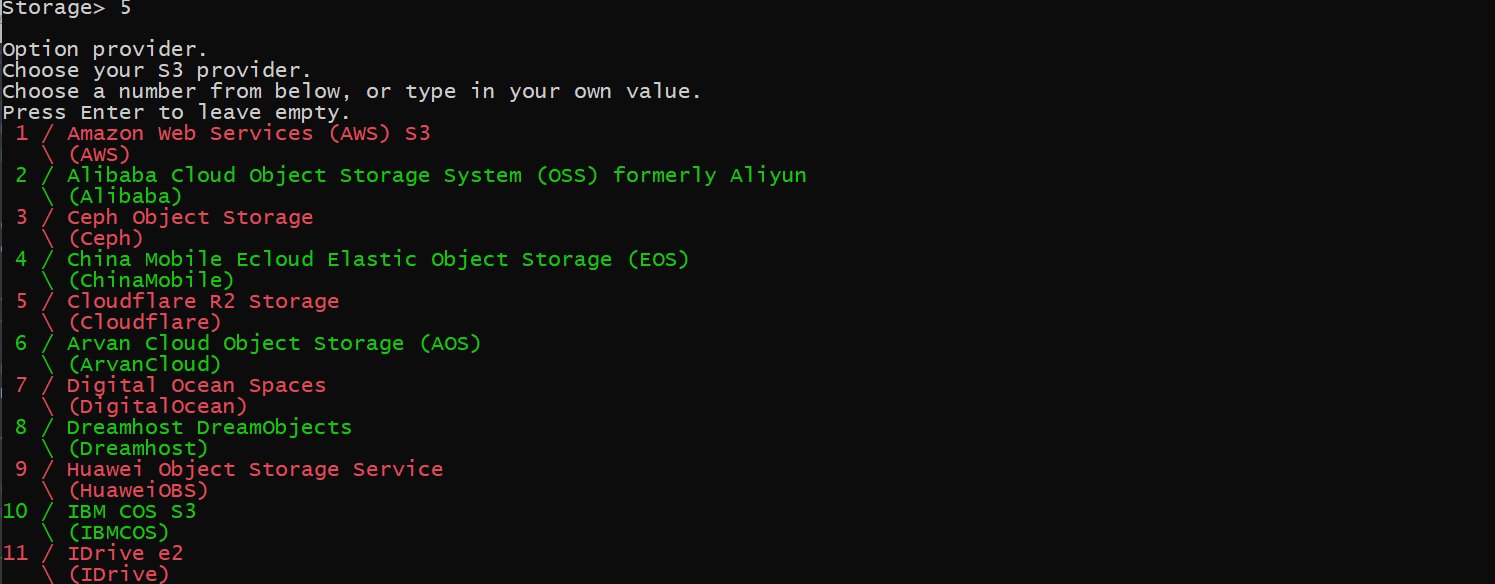 Storage> 5
Option provider.
Choose your S3 provider.
Choose a number from below, or type in your own value.
Press Enter to leave empty.
1 / Amazon Web Services (AWS) S3
\ (AWS)
2 / Alibaba Cloud Object Storage System (OSS) formerly Aliyun
\ (Alibaba)
3 / Ceph Object Storage
\ (Ceph)
4 / China Mobile Ecloud Elastic Object Storage (EOS)
\ (ChinaMobile)
5 / Cloudflare R2 Storage
\ (Cloudflare)
6 / Arvan Cloud Object Storage (AOS)
\ (ArvanCloud)
7 / Digital Ocean Spaces
\ (DigitalOcean)
8 / Dreamhost DreamObjects
\ (Dreamhost)
9 / Huawei Object Storage Service
\ (HuaweiOBS)
10 / IBM COS S3
\ (IBMCOS)
11 / IDrive e2
\ (IDrive)